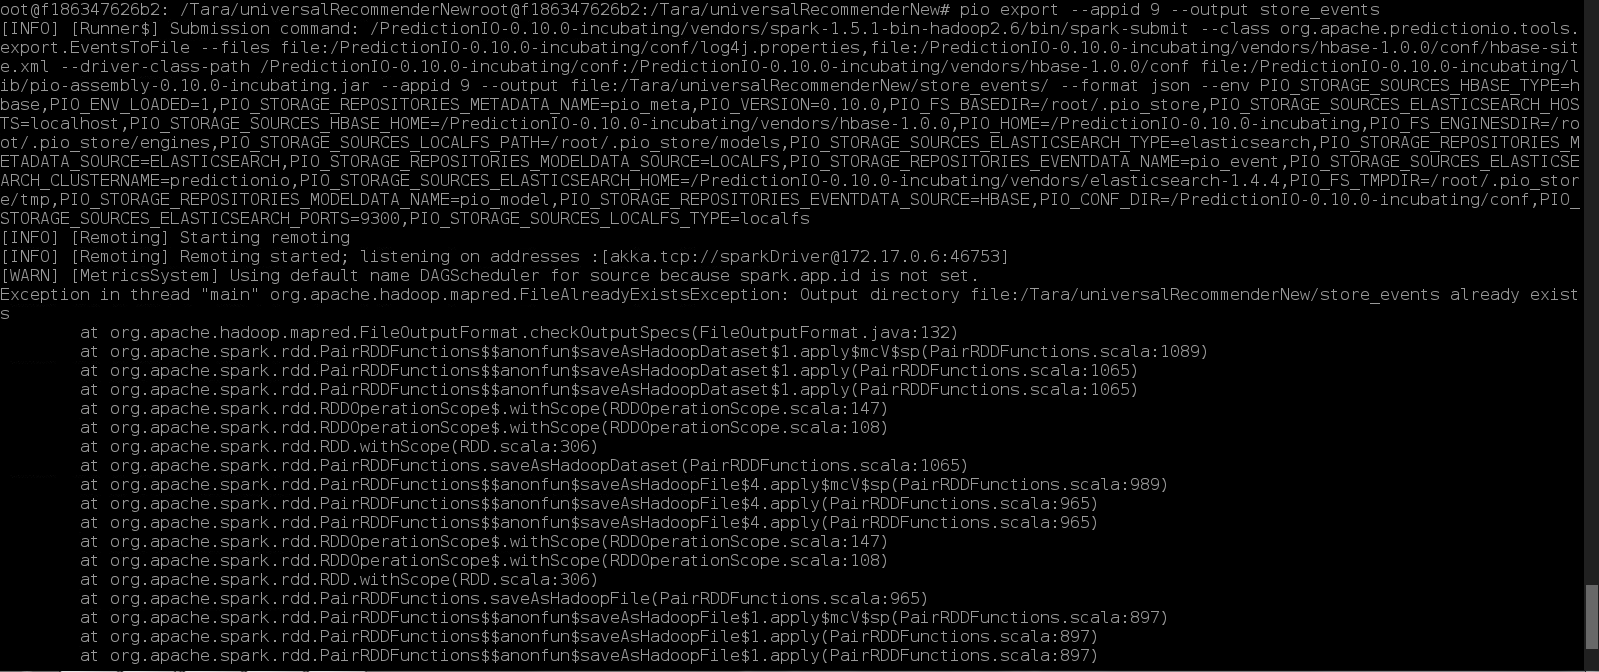 oot@f186347626b2: /Tara/universalRecommenderNewroot@f186347626b2:/Tara/universalRecommenderNew# pio export --appid 9 --output store_events
[INFO] [Runner$] Submission command: /PredictionIO-0.10.0-incubating/vendors/spark-1.5.1-bin-hadoop2.6/bin/spark-submit --class org.apache.predictionio.tools.
export.EventsToFile --files file:/PredictionIO-0.10.0-incubating/conf/log4j.properties,file:/PredictionIO-0.10.0-incubating/vendors/hbase-1.0.0/conf/hbase-sit
e.xml --driver-class-path /PredictionIO-0.10.0-incubating/conf:/PredictionIO-0.10.0-incubating/vendors/hbase-1.0.0/conf file:/PredictionIO-0.10.0-incubating/l
ib/pio-assembly-0.10.0-incubating.jar --appid 9 --output file:/Tara/universalRecommenderNew/store_events/ --format json --env PIO_STORAGE_SOURCES_HBASE_TYPE=h
base,PIO_ENV_LOADED=1,PIO_STORAGE_REPOSITORIES_METADATA_NAME=pio_meta,PIO_VERSION=0.10.0,PIO_FS_BASEDIR=/root/.pio_store,PIO_STORAGE_SOURCES_ELASTICSEARCH_HOS
TS=localhost,PIO_STORAGE_SOURCES_HBASE_HOME=/PredictionIO-0.10.0-incubating/vendors/hbase-1.0.0,PIO_HOME=/PredictionIO-0.10.0-incubating,PIO_FS_ENGINESDIR=/ro
ot/.pio_store/engines,PIO_STORAGE_SOURCES_LOCALFS_PATH=/root/.pio_store/models,PIO_STORAGE_SOURCES_ELASTICSEARCH_TYPE=elasticsearch,PIO_STORAGE_REPOSITORIES_M
ETADATA_SOURCE=ELASTICSEARCH,PIO_STORAGE_REPOSITORIES_MODELDATA_SOURCE=LOCALFS,PIO_STORAGE_REPOSITORIES_EVENTDATA_NAME=pio_event,PIO_STORAGE_SOURCES_ELASTICSE
ARCH_CLUSTERNAME=predictionio,PIO_STORAGE_SOURCES_ELASTICSEARCH_HOME=/PredictionIO-0.10.0-incubating/vendors/elasticsearch-1.4.4,PIO_FS_TMPDIR=/root/.pio_stor
e/tmp,PIO_STORAGE_REPOSITORIES_MODELDATA_NAME=pio_model,PIO_STORAGE_REPOSITORIES_EVENTDATA_SOURCE=HBASE,PIO_CONF_DIR=/PredictionIO-0.10.0-incubating/conf,PIO_
STORAGE_SOURCES_ELASTICSEARCH_PORTS=9300,PIO_STORAGE_SOURCES_LOCALFS_TYPE=localfs
[INFO] [Remoting] Starting remoting
[INFO] [Remoting] Remoting started; listening on addresses :[akka.tcp://sparkDriver@172.17.0.6:46753]
[WARN] [MetricsSystem] Using default name DAGScheduler for source because spark.app.id is not set.
Exception in thread "main" org.apache.hadoop.mapred.FileAlreadyExistsException: Output directory file:/Tara/universalRecommenderNew/store_events already exist
s
at org.apache.hadoop.mapred.FileOutputFormat.checkOutputSpecs(FileOutputFormat.java:132)
at org.apache.spark.rdd.PairRDDFunctions$$anonfun$saveAsHadoopDataset$1.apply$mcV$sp(PairRDDFunctions.scala:1089)
at org.apache.spark.rdd.PairRDDFunctions$$anonfun$saveAsHadoopDataset$1.apply(PairRDDFunctions.scala:1065)
at org.apache.spark.rdd.PairRDDFunctions$$anonfun$saveAsHadoopDataset$1.apply(PairRDDFunctions.scala:1065)
at org.apache.spark.rdd.RDDOperationScope$.withScope(RDDOperationScope.scala:147)
at org.apache.spark.rdd.RDDOperationScope$.withScope(RDDOperationScope.scala:108)
at org.apache.spark.rdd.RDD.withScope(RDD.scala:306)
at org.apache.spark.rdd.PairRDDFunctions.saveAsHadoopDataset(PairRDDFunctions.scala:1065)
at org.apache.spark.rdd.PairRDDFunctions$$anonfun$saveAsHadoopFile$4.apply$mcV$sp(PairRDDFunctions.scala:989)
at org.apache.spark.rdd.PairRDDFunctions$$anonfun$saveAsHadoopFile$4.apply(PairRDDFunctions.scala:965)
at org.apache.spark.rdd.PairRDDFunctions$$anonfun$saveAsHadoopFile$4.apply(PairRDDFunctions.scala:965)
at org.apache.spark.rdd.RDDOperationScope$.withScope(RDDOperationScope.scala:147)
at org.apache.spark.rdd.RDDOperationScope$.withScope(RDDOperationScope.scala:108)
at org.apache.spark.rdd.RDD.withScope(RDD.scala:306)
at org.apache.spark.rdd.PairRDDFunctions.saveAsHadoopFile(PairRDDFunctions.scala:965)
at org.apache.spark.rdd.PairRDDFunctions$$anonfun$saveAsHadoopFile$1.apply$mcV$sp(PairRDDFunctions.scala:897)
at org.apache.spark.rdd.PairRDDFunctions$$anonfun$saveAsHadoopFile$1.apply(PairRDDFunctions.scala:897)
at org.apache.spark.rdd.PairRDDFunctions$$anonfun$saveAsHadoopFile$1.apply(PairRDDFunctions.scala:897)